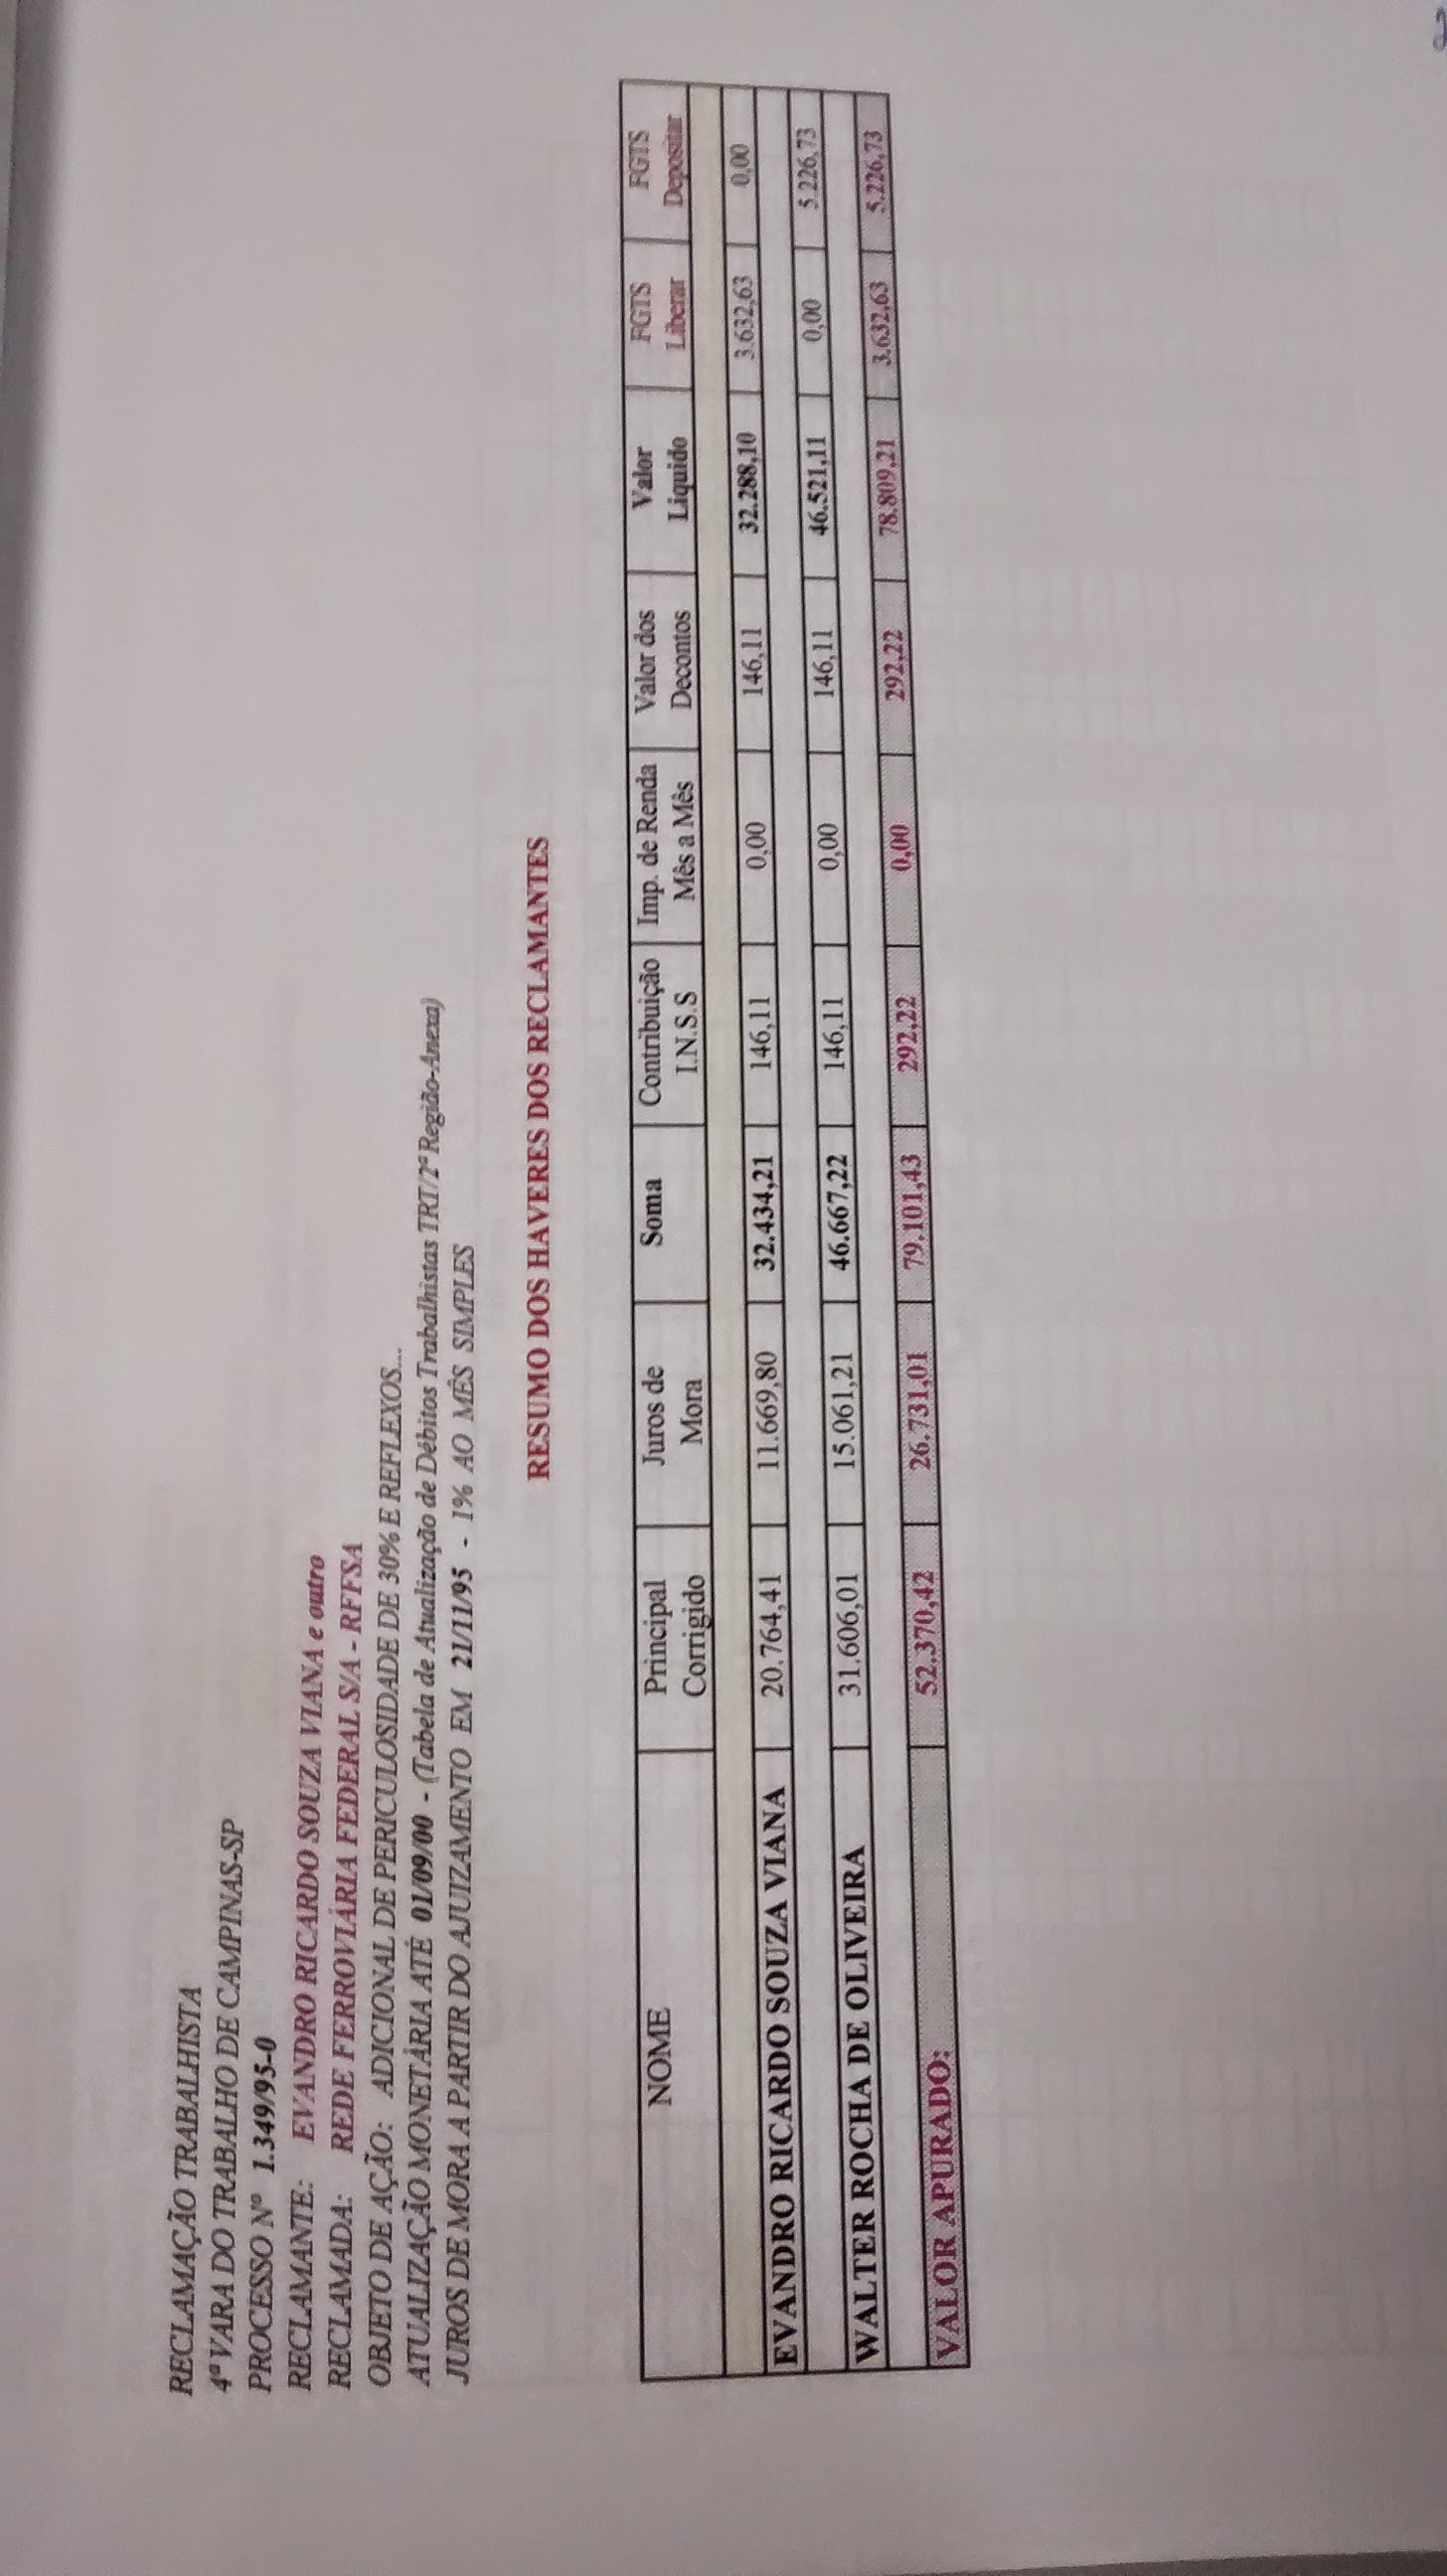 RECLAMAÇÃO TRABALHISTA
4ª VARA DO TRABALHO DE CAMPINAS-SP
PROCESSO Nº 1.349/95-0
RECLAMANTE: EVANDRO RICARDO SOUZA VIANA e outro
RECLAMADA: REDE FERROVIÁRIA FEDERAL S/A - RFFSA
OBJETO DE AÇÃO: ADICIONAL DE PERICULOSIDADE DE 30% E REFLEXOS...
ATUALIZAÇÃO MONETÁRIA ATÉ 01/09/00 - (Tabela de Atualização de Débitos Trabalhistas TRT/2ª Região-Anexa)
JUROS DE MORA A PARTIR DO AJUIZAMENTO EM 21/11/95 - 1% AO MÊS SIMPLES
RESUMO DOS HAVERES DOS RECLAMANTES
NOME Principal Juros de Soma Contribuição Imp. de Renda Valor dos Valor FGTS FGTS
Corrigido Mora I.N.S.S Mês a Mês Decontos Liquido Liberar Depositar
EVANDRO RICARDO SOUZA VIANA 20.764,41 11.669,80 32.434,21 146,11 0,00 146,11 32.288,10 3.632,63 0,00
WALTER ROCHA DE OLIVEIRA 31.606,01 15.061,21 46.667,22 146,11 0,00 146,11 46.521,11 0,00 5.226,73
VALOR APURADO: 52.370,42 26.731,01 79.101,43 292,22 0,00 292,22 78.809,21 3.632,63 5.226,73